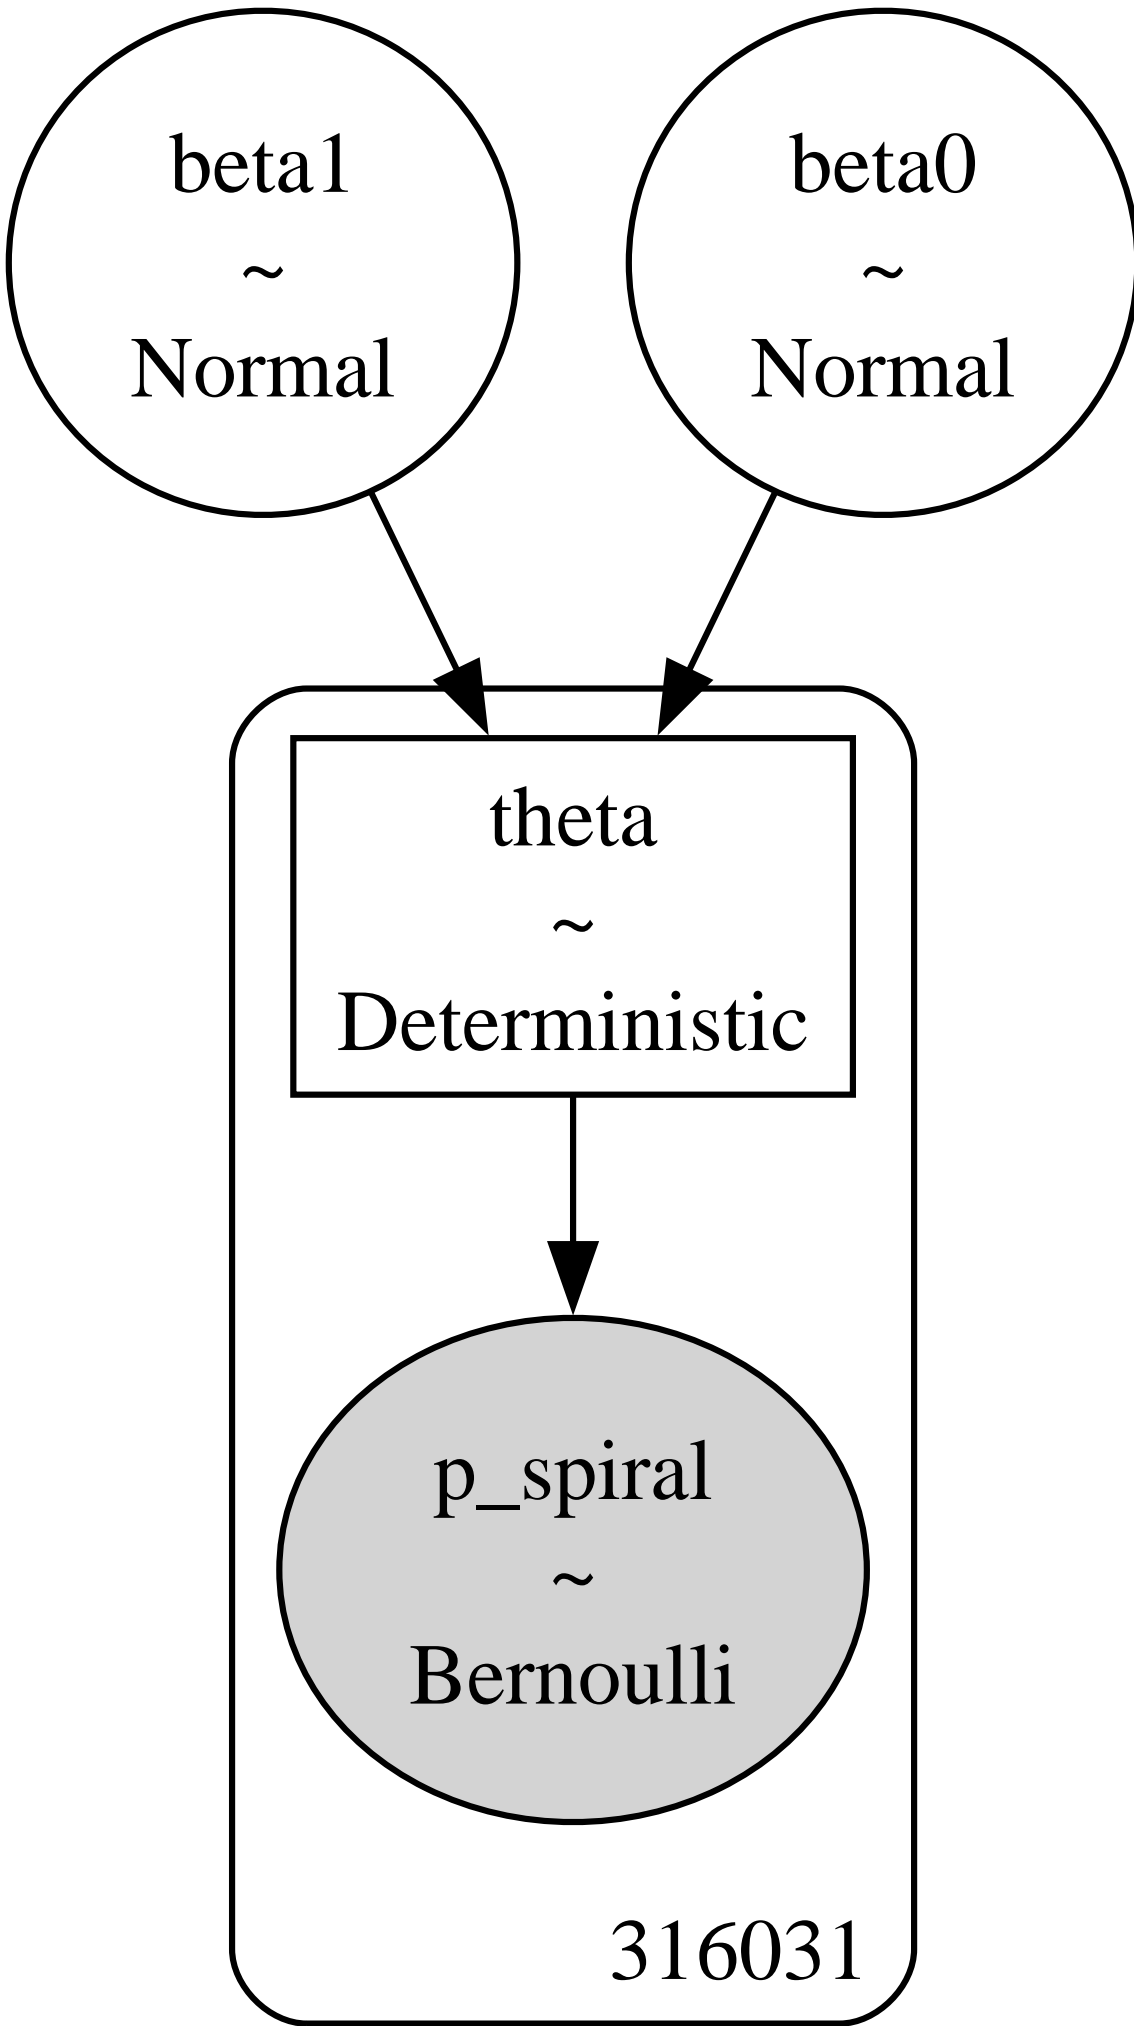 beta1
~
Normal
beta0
~
Normal
theta
~
Deterministic
p_spiral
~
Bernoulli
316031